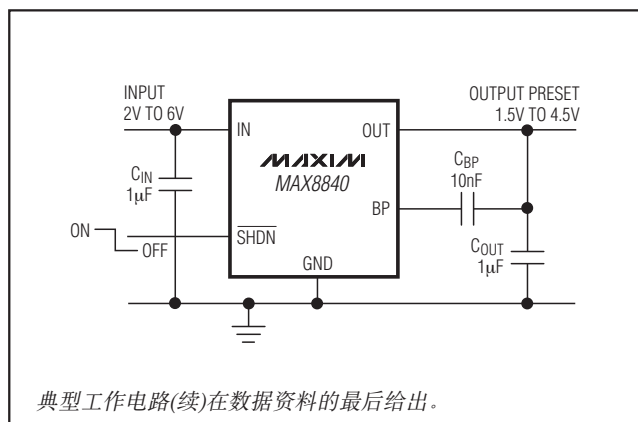 INPUT
2V TO 6V
OUTPUT PRESET
1.5V TO 4.5V
IN
OUT
MAXIM
MAX8840
CIN
1μF
CBP
10nF
BP
ON
OFF
SHDN
COUT
1μF
GND
典型工作电路(续)在数据资料的最后给出。